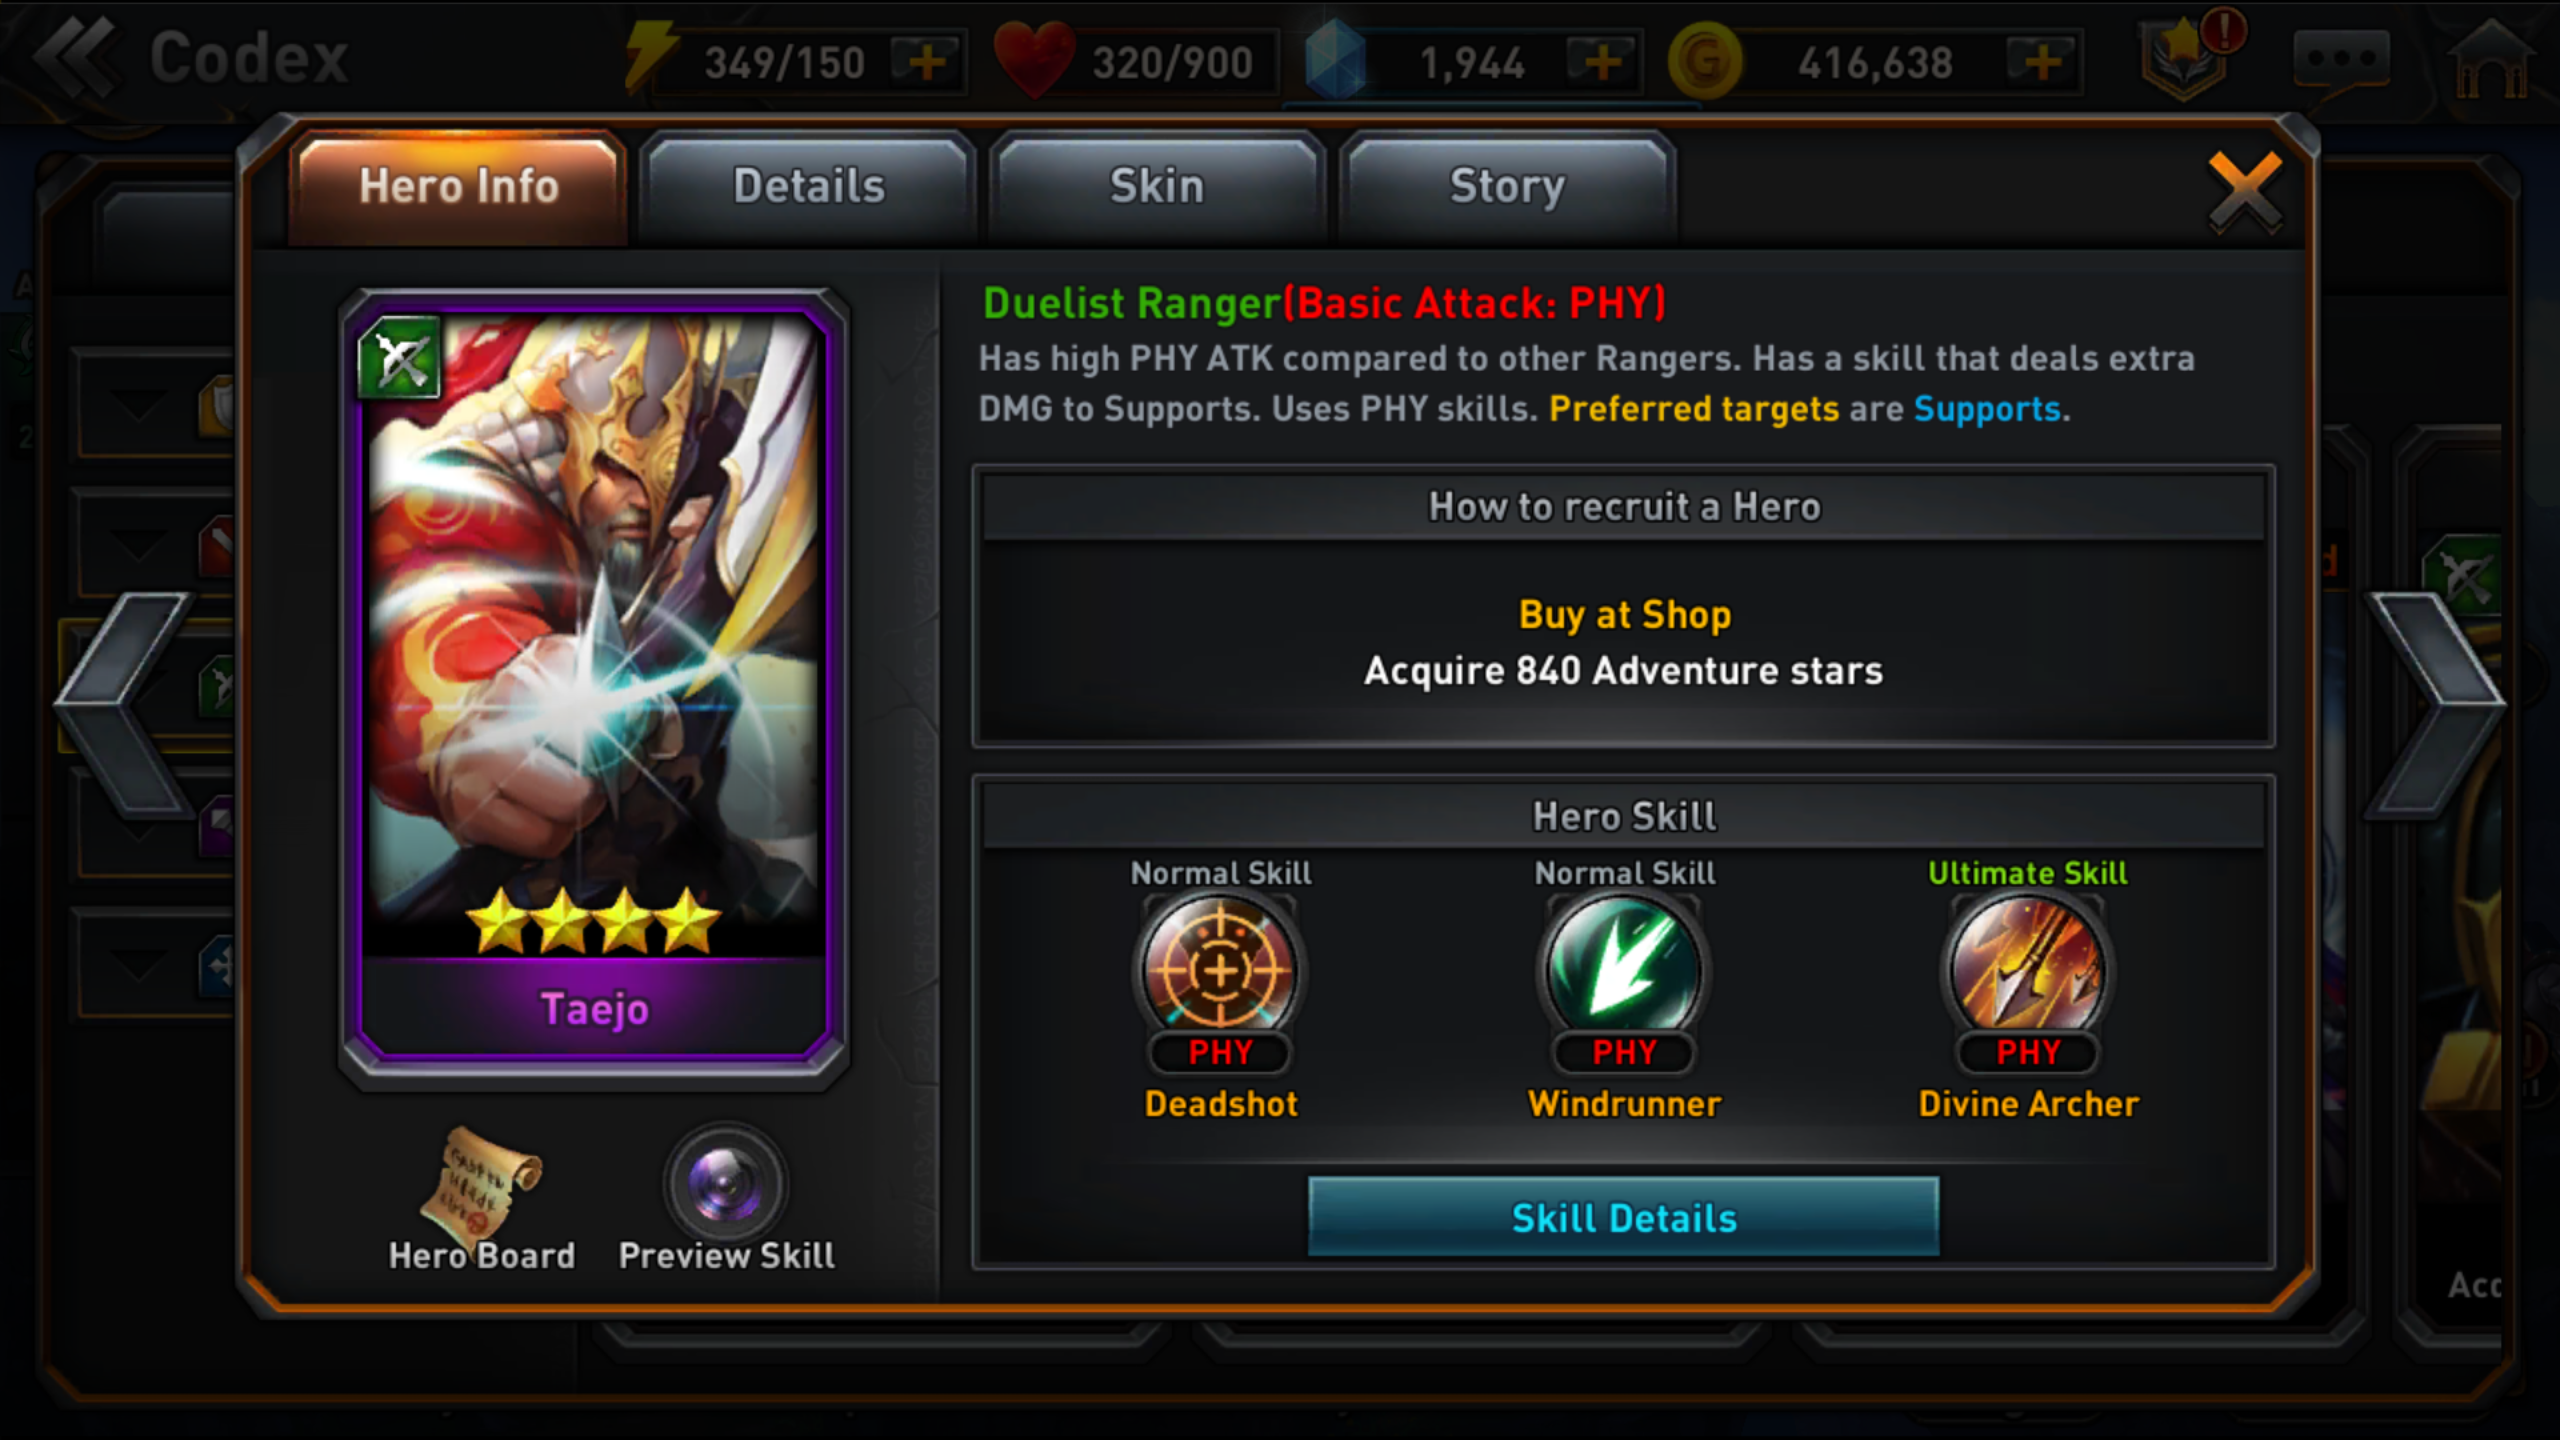 Codex
349/150
320/900
1,944
416,638
Hero Info
Details
Skin
Story
Duelist Ranger(Basic Attack: PHY)
Has high PHY ATK compared to other Rangers. Has a skill that deals extra
DMG to Supports. Uses PHY skills. Preferred targets are Supports.
How to recruit a Hero
Buy at Shop
Acquire 840 Adventure stars
Hero Skill
Normal Skill
Normal Skill
Ultimate Skill
PHY
PHY
PHY
Deadshot
Windrunner
Divine Archer
Skill Details
Taejo
Hero Board
Preview Skill